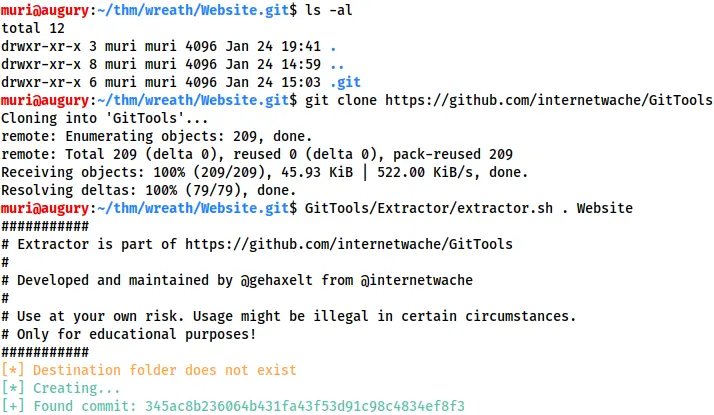 muri@augury:~/thm/wreath/Website.git$ ls -al
total 12
drwxr-xr-x 3 muri muri 4096 Jan 24 19:41 .
drwxr-xr-x 8 muri muri 4096 Jan 24 14:59 ..
drwxr-xr-x 6 muri muri 4096 Jan 24 15:03 .git
muri@augury:~/thm/wreath/Website.git$ git clone https://github.com/internetwache/GitTools
Cloning into 'GitTools'...
remote: Enumerating objects: 209, done.
remote: Total 209 (delta 0), reused 0 (delta 0), pack-reused 209
Receiving objects: 100% (209/209), 45.93 KiB | 522.00 KiB/s, done.
Resolving deltas: 100% (79/79), done.
muri@augury:~/thm/wreath/Website.git$ GitTools/Extractor/extractor.sh . Website
###########
# Extractor is part of https://github.com/internetwache/GitTools
#
# Developed and maintained by @gehaxelt from @internetwache
#
# Use at your own risk. Usage might be illegal in certain circumstances.
# Only for educational purposes!
###########
[*] Destination folder does not exist
[*] Creating...
[+] Found commit: 345ac8b236064b431fa43f53d91c98c4834ef8f3